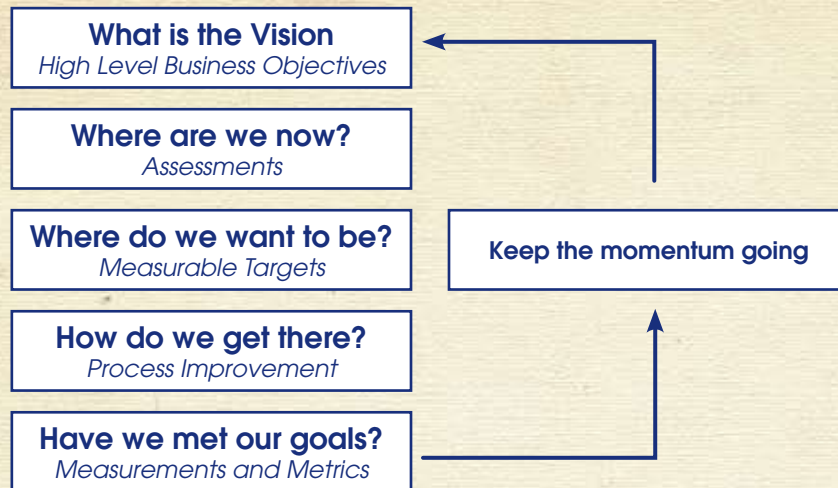 What is the Vision
High Level Business Objectives
Where are we now?
Assessments
Where do we want to be?
Measurable Targets
Keep the momentum going
How do we get there?
Process Improvement
Have we met our goals?
Measurements and Metrics